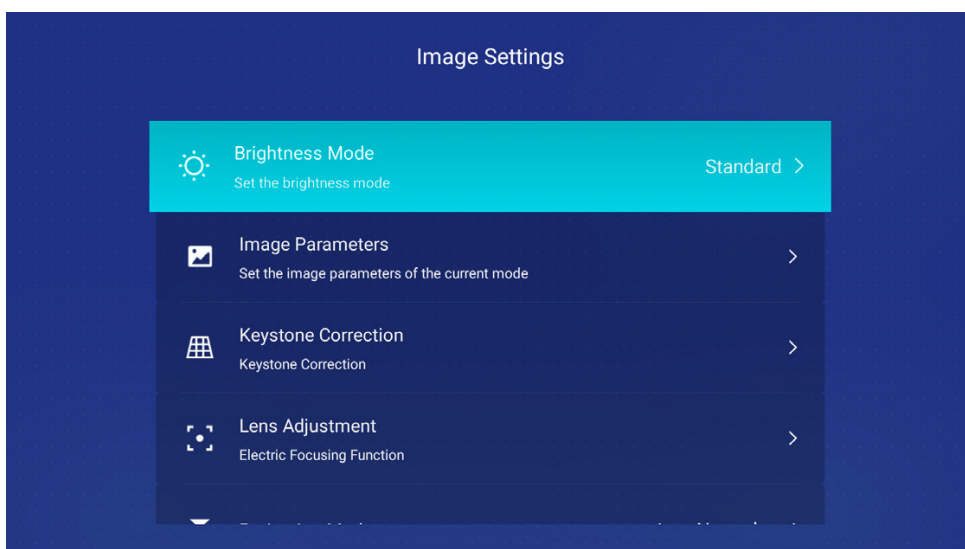 Image Settings
Brightness Mode
Standard
Set the brightness mode
Image Parameters
Set the image parameters of the current mode
Keystone Correction
Keystone Correction
Lens Adjustment
Electric Focusing Function